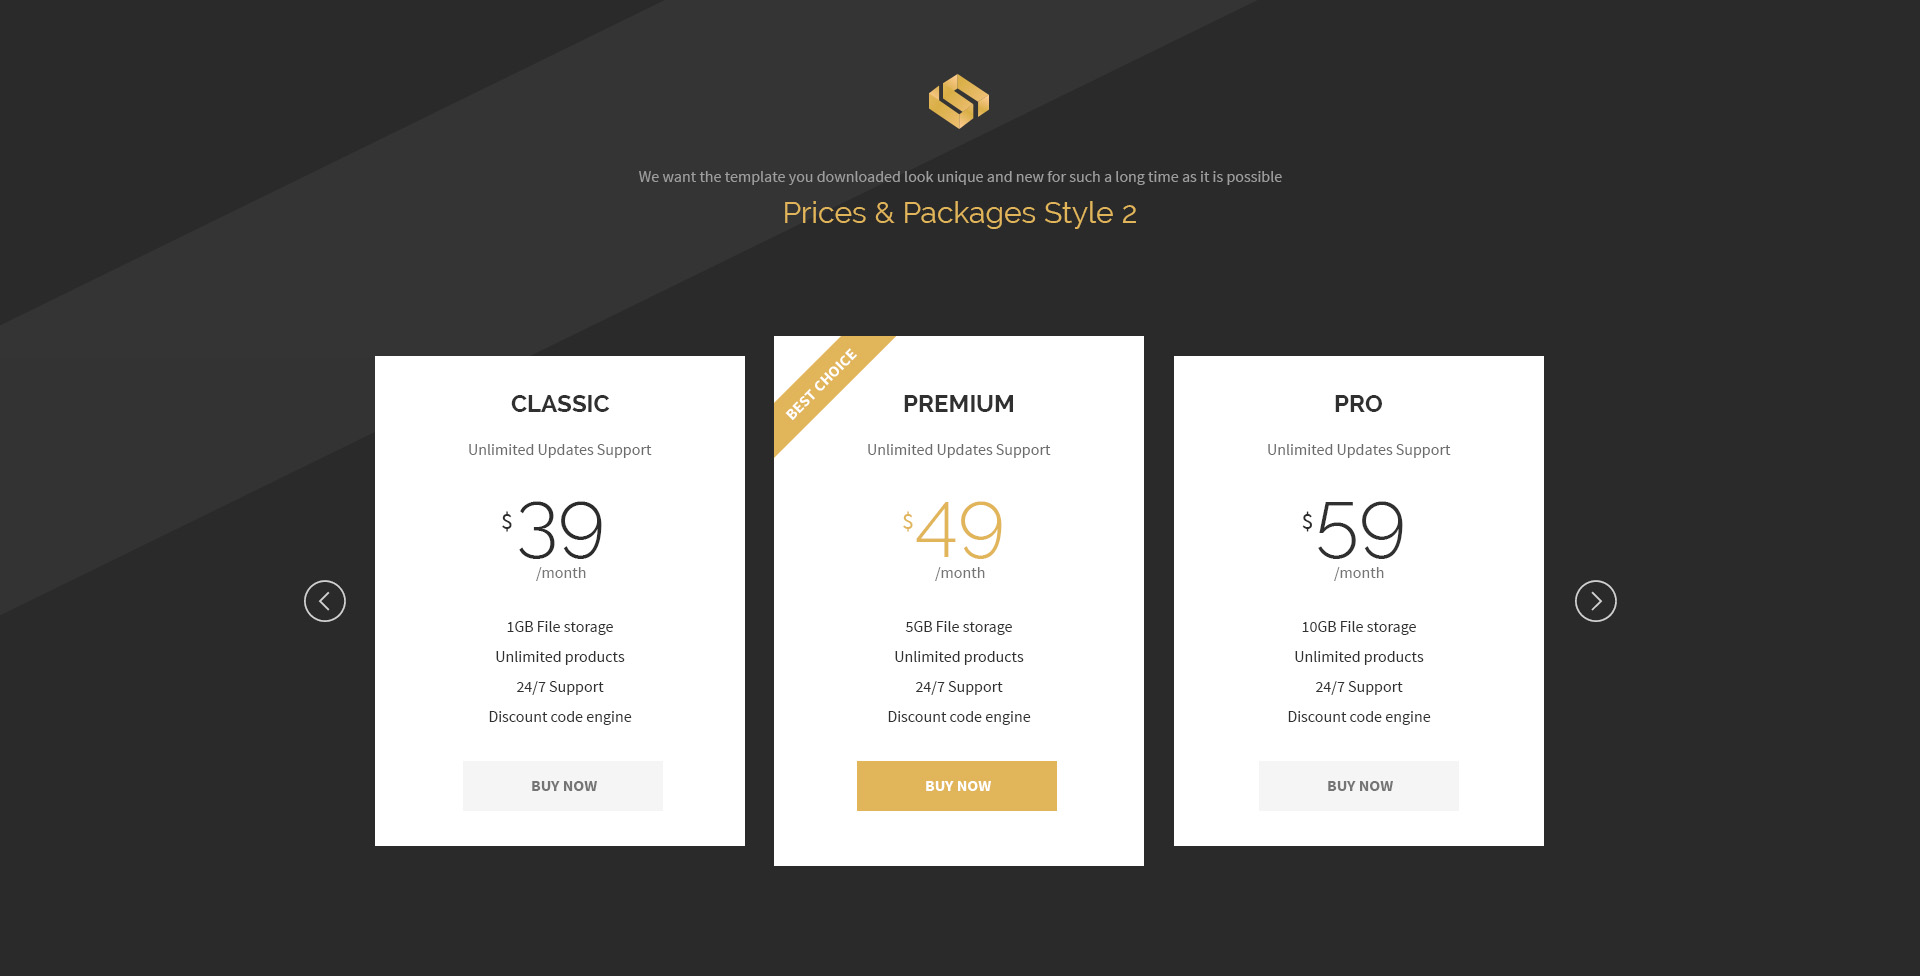 We want the template you downloaded look unique and new for such a long time as it is possible
Prices & Packages Style 2
CLASSIC
Unlimited Updates Support
$39
/month
1GB File storage
Unlimited products
24/7 Support
Discount code engine
BUY NOW
BEST CHOICE
PREMIUM
Unlimited Updates Support
$49
/month
5GB File storage
Unlimited products
24/7 Support
Discount code engine
BUY NOW
PRO
Unlimited Updates Support
$59
/month
10GB File storage
Unlimited products
24/7 Support
Discount code engine
BUY NOW